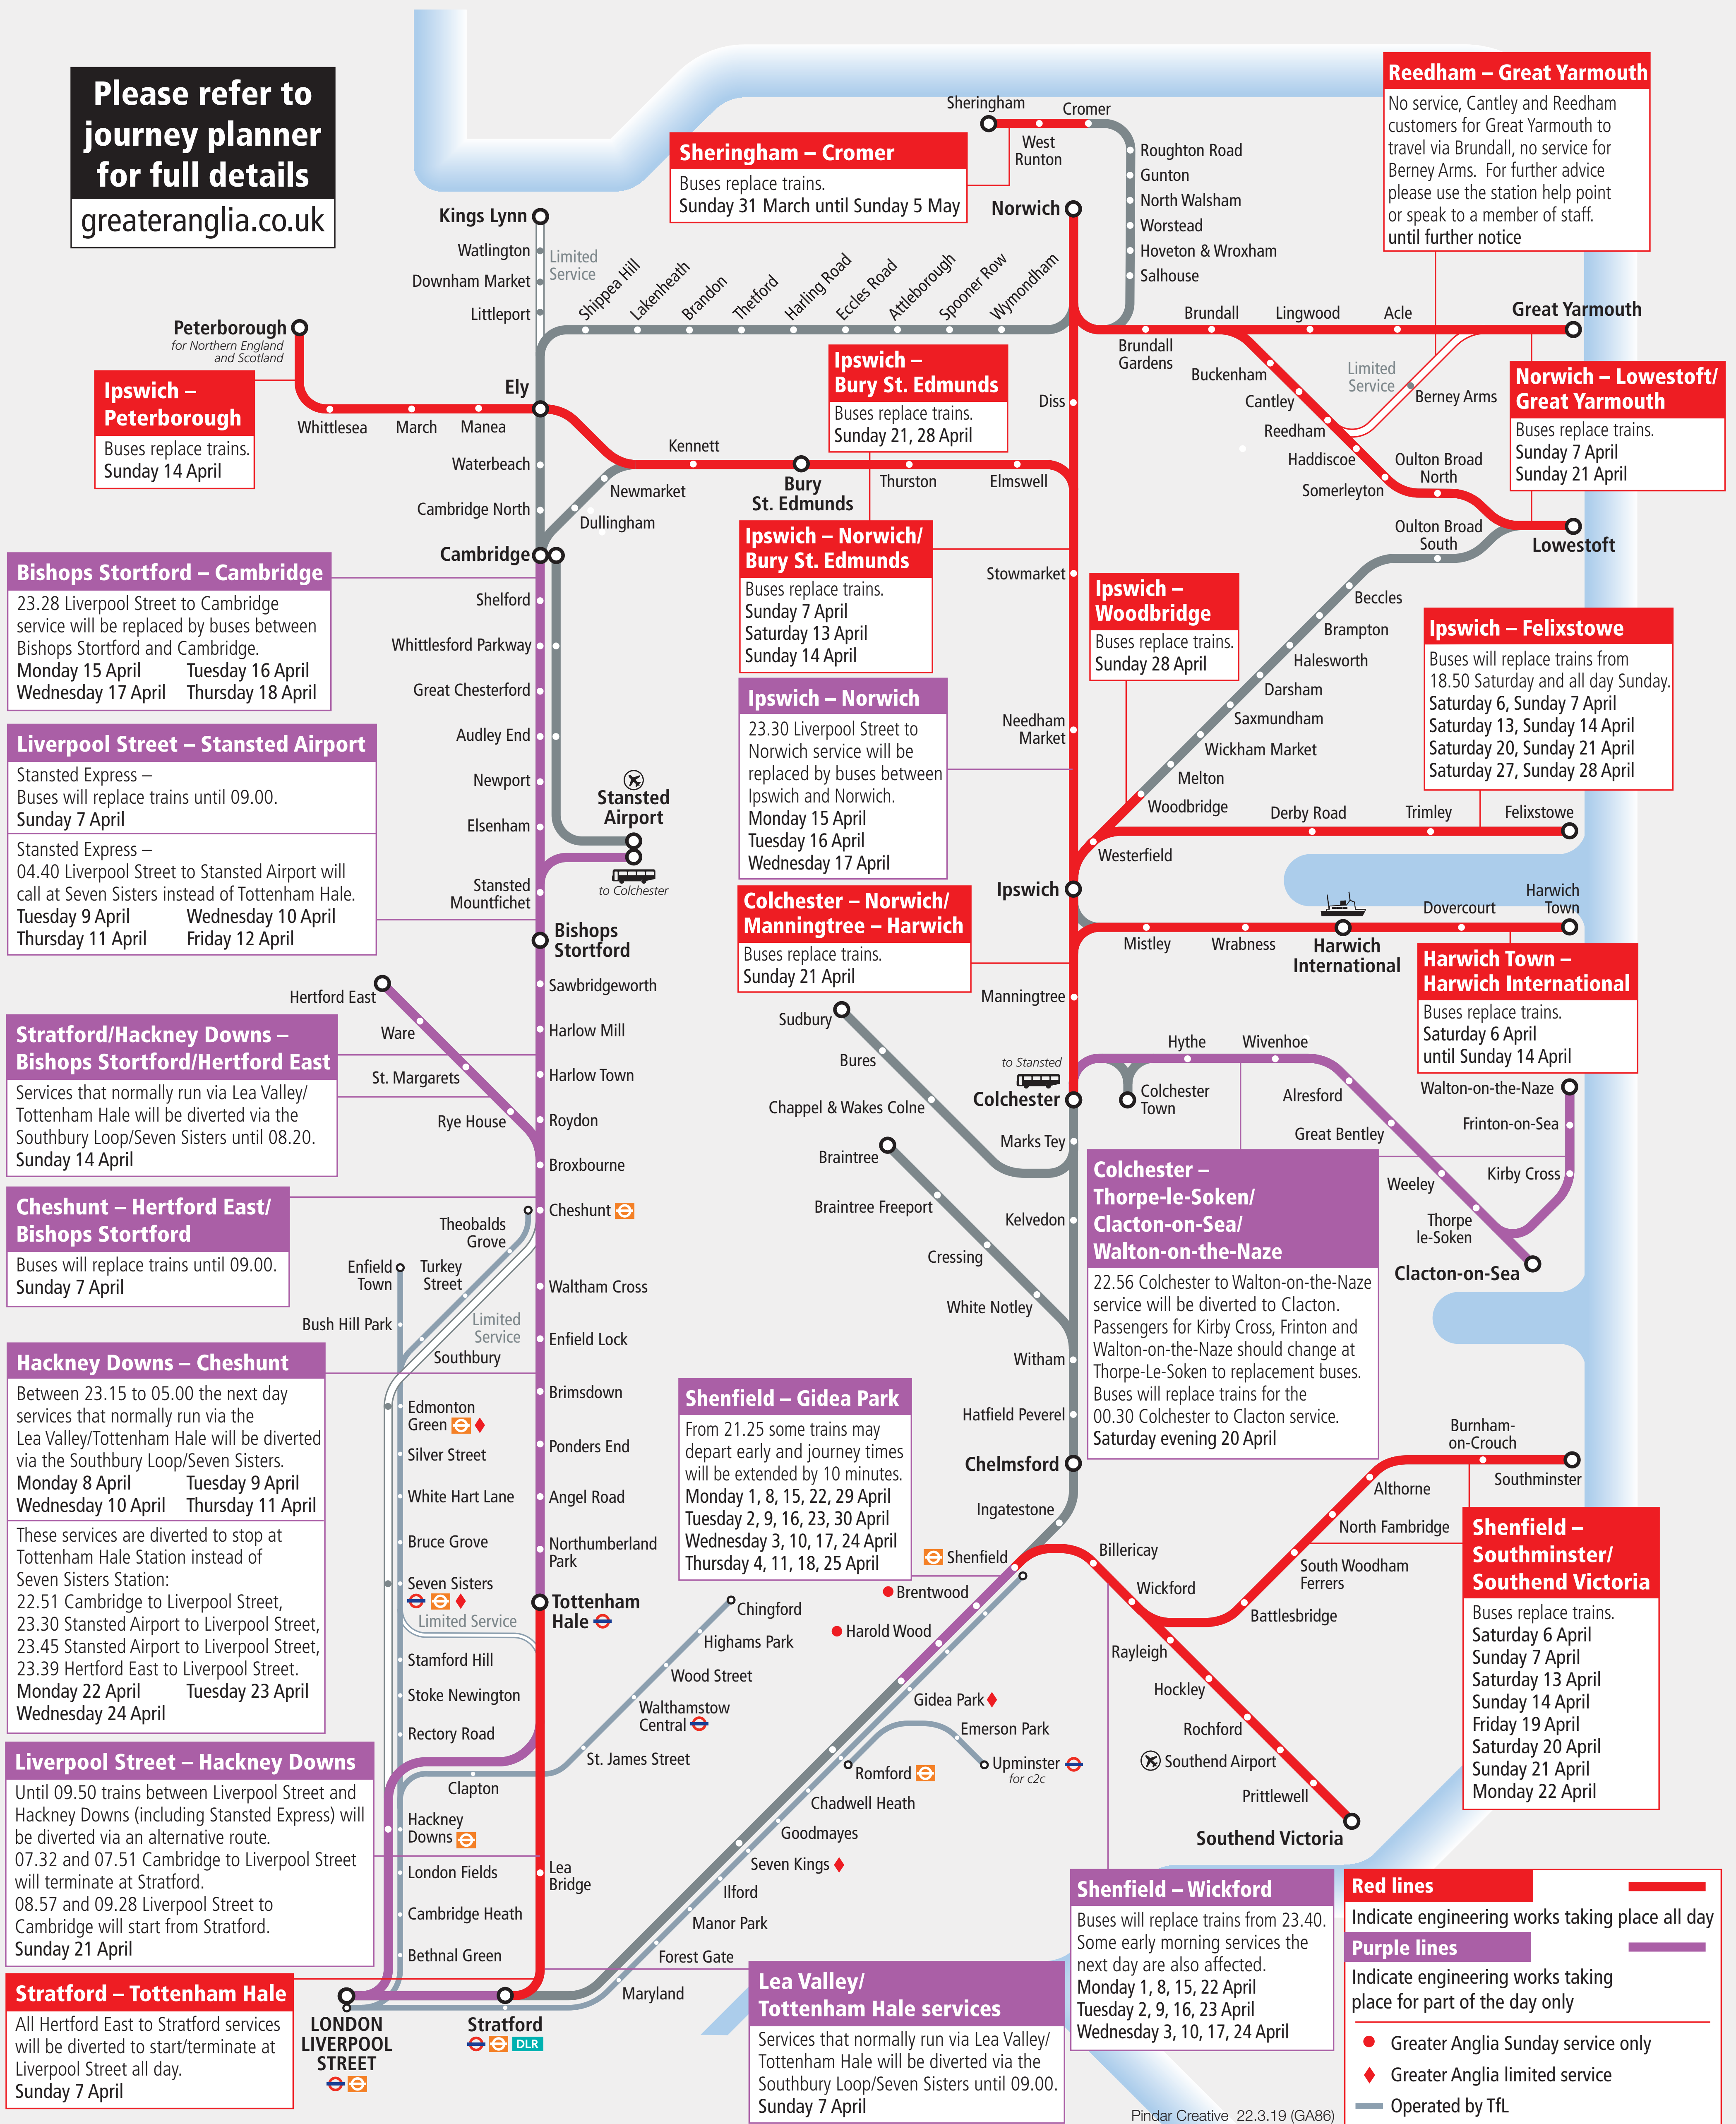 Please refer to
journey planner
for full details
greateranglia.co.uk
Sheringham – Cromer
Buses replace trains.
Sunday 31 March until Sunday 5 May
Reedham – Great Yarmouth
No service, Cantley and Reedham
customers for Great Yarmouth to
travel via Brundall, no service for
Berney Arms. For further advice
please use the station help point
or speak to a member of staff.
until further notice
Sheringham
Cromer
West
Runton
Roughton Road
Gunton
North Walsham
Worstead
Hoveton & Wroxham
Salhouse
Norwich
Kings Lynn
Watlington
Downham Market
Littleport
Limited
Service
Shippea Hill
Lakenheath
Brandon
Thetford
Harling Road
Eccles Road
Attleborough
Spooner Row
Wymondham
Peterborough
for Northern England
and Scotland
Ipswich –
Peterborough
Buses replace trains.
Sunday 14 April
Whittlesea
March
Manea
Ely
Ipswich –
Bury St. Edmunds
Buses replace trains.
Sunday 21, 28 April
Brundall
Gardens
Brundall
Lingwood
Acle
Great Yarmouth
Buckenham
Cantley
Reedham
Haddiscoe
Somerleyton
Limited
Service
Berney Arms
Oulton Broad
North
Oulton Broad
South
Lowestoft
Norwich – Lowestoft/
Great Yarmouth
Buses replace trains.
Sunday 7 April
Sunday 21 April
Diss
Waterbeach
Cambridge North
Cambridge
Kennett
Newmarket
Dullingham
Bury
St. Edmunds
Thurston
Elmswell
Ipswich – Norwich/
Bury St. Edmunds
Buses replace trains.
Sunday 7 April
Saturday 13 April
Sunday 14 April
Stowmarket
Ipswich –
Woodbridge
Buses replace trains.
Sunday 28 April
Beccles
Brampton
Halesworth
Darsham
Saxmundham
Wickham Market
Melton
Woodbridge
Westerfield
Ipswich – Felixstowe
Buses will replace trains from
18.50 Saturday and all day Sunday.
Saturday 6, Sunday 7 April
Saturday 13, Sunday 14 April
Saturday 20, Sunday 21 April
Saturday 27, Sunday 28 April
Derby Road
Trimley
Felixstowe
Bishops Stortford – Cambridge
23.28 Liverpool Street to Cambridge
service will be replaced by buses between
Bishops Stortford and Cambridge.
Monday 15 April Tuesday 16 April
Wednesday 17 April Thursday 18 April
Shelford
Whittlesford Parkway
Great Chesterford
Audley End
Newport
Elsenham
Stansted
Mountfichet
Stansted
Airport
to Colchester
Liverpool Street – Stansted Airport
Stansted Express –
Buses will replace trains until 09.00.
Sunday 7 April
Stansted Express –
04.40 Liverpool Street to Stansted Airport will
call at Seven Sisters instead of Tottenham Hale.
Tuesday 9 April Wednesday 10 April
Thursday 11 April Friday 12 April
Ipswich – Norwich
23.30 Liverpool Street to
Norwich service will be
replaced by buses between
Ipswich and Norwich.
Monday 15 April
Tuesday 16 April
Wednesday 17 April
Needham
Market
Ipswich
Colchester – Norwich/
Manningtree – Harwich
Buses replace trains.
Sunday 21 April
Mistley
Wrabness
Harwich
International
Dovercourt
Harwich
Town
Harwich Town –
Harwich International
Buses replace trains.
Saturday 6 April
until Sunday 14 April
Manningtree
Bishops
Stortford
Sawbridgeworth
Harlow Mill
Harlow Town
Roydon
Broxbourne
Cheshunt
Waltham Cross
Enfield Lock
Brimsdown
Ponders End
Angel Road
Northumberland
Park
Tottenham
Hale
Hertford East
Ware
St. Margarets
Rye House
Stratford/Hackney Downs –
Bishops Stortford/Hertford East
Services that normally run via Lea Valley/
Tottenham Hale will be diverted via the
Southbury Loop/Seven Sisters until 08.20.
Sunday 14 April
Cheshunt – Hertford East/
Bishops Stortford
Buses will replace trains until 09.00.
Sunday 7 April
Theobalds
Grove
Turkey
Street
Enfield
Town
Bush Hill Park
Limited
Service
Southbury
Edmonton
Green
Silver Street
White Hart Lane
Bruce Grove
Seven Sisters
Limited Service
Stamford Hill
Stoke Newington
Rectory Road
Clapton
Hackney
Downs
London Fields
Cambridge Heath
Bethnal Green
Lea
Bridge
Hackney Downs – Cheshunt
Between 23.15 to 05.00 the next day
services that normally run via the
Lea Valley/Tottenham Hale will be diverted
via the Southbury Loop/Seven Sisters.
Monday 8 April Tuesday 9 April
Wednesday 10 April Thursday 11 April
These services are diverted to stop at
Tottenham Hale Station instead of
Seven Sisters Station:
22.51 Cambridge to Liverpool Street,
23.30 Stansted Airport to Liverpool Street,
23.45 Stansted Airport to Liverpool Street,
23.39 Hertford East to Liverpool Street.
Monday 22 April Tuesday 23 April
Wednesday 24 April
Liverpool Street – Hackney Downs
Until 09.50 trains between Liverpool Street and
Hackney Downs (including Stansted Express) will
be diverted via an alternative route.
07.32 and 07.51 Cambridge to Liverpool Street
will terminate at Stratford.
08.57 and 09.28 Liverpool Street to
Cambridge will start from Stratford.
Sunday 21 April
Stratford – Tottenham Hale
All Hertford East to Stratford services
will be diverted to start/terminate at
Liverpool Street all day.
Sunday 7 April
LONDON
LIVERPOOL
STREET
Stratford
DLR
Sudbury
Bures
Chappel & Wakes Colne
Marks Tey
to Stansted
Colchester
Colchester
Town
Hythe
Wivenhoe
Alresford
Great Bentley
Weeley
Thorpe
le-Soken
Clacton-on-Sea
Walton-on-the-Naze
Frinton-on-Sea
Kirby Cross
Braintree
Braintree Freeport
Cressing
White Notley
Kelvedon
Witham
Hatfield Peverel
Chelmsford
Ingatestone
Colchester –
Thorpe-le-Soken/
Clacton-on-Sea/
Walton-on-the-Naze
22.56 Colchester to Walton-on-the-Naze
service will be diverted to Clacton.
Passengers for Kirby Cross, Frinton and
Walton-on-the-Naze should change at
Thorpe-Le-Soken to replacement buses.
Buses will replace trains for the
00.30 Colchester to Clacton service.
Saturday evening 20 April
Shenfield – Gidea Park
From 21.25 some trains may
depart early and journey times
will be extended by 10 minutes.
Monday 1, 8, 15, 22, 29 April
Tuesday 2, 9, 16, 23, 30 April
Wednesday 3, 10, 17, 24 April
Thursday 4, 11, 18, 25 April
Shenfield
Brentwood
Harold Wood
Gidea Park
Emerson Park
Upminster
for c2c
Romford
Chadwell Heath
Goodmayes
Seven Kings
Ilford
Manor Park
Forest Gate
Maryland
Chingford
Highams Park
Wood Street
Walthamstow
Central
St. James Street
Billericay
Wickford
Battlesbridge
South Woodham
Ferrers
North Fambridge
Althorne
Burnham-
on-Crouch
Southminster
Rayleigh
Hockley
Rochford
Southend Airport
Prittlewell
Southend Victoria
Shenfield –
Southminster/
Southend Victoria
Buses replace trains.
Saturday 6 April
Sunday 7 April
Saturday 13 April
Sunday 14 April
Friday 19 April
Saturday 20 April
Sunday 21 April
Monday 22 April
Lea Valley/
Tottenham Hale services
Services that normally run via Lea Valley/
Tottenham Hale will be diverted via the
Southbury Loop/Seven Sisters until 09.00.
Sunday 7 April
Shenfield – Wickford
Buses will replace trains from 23.40.
Some early morning services the
next day are also affected.
Monday 1, 8, 15, 22 April
Tuesday 2, 9, 16, 23 April
Wednesday 3, 10, 17, 24 April
Red lines
Indicate engineering works taking place all day
Purple lines
Indicate engineering works taking
place for part of the day only
Greater Anglia Sunday service only
Greater Anglia limited service
Operated by TfL
Pindar Creative 22.3.19 (GA86)